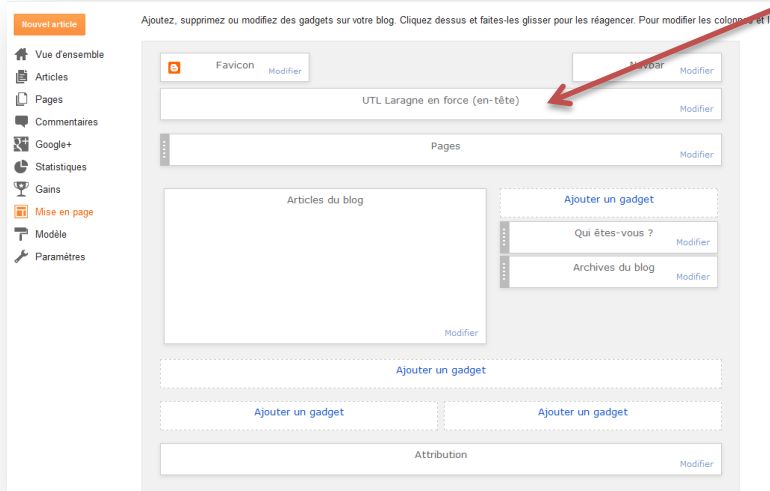 Nouvel article
Ajoutez, supprimez ou modifiez des gadgets sur votre blog. Cliquez dessus et faites-les glisser pour les réagencer. Pour modifier les colonnes et l
Vue d'ensemble
Articles
Pages
Commentaires
Google+
Statistiques
Gains
Mise en page
Modèle
Paramètres
Favicon
Modifier
Navbar
Modifier
UTL Laragne en force (en-tête)
Modifier
Pages
Modifier
Articles du blog
Modifier
Ajouter un gadget
Qui êtes-vous ?
Modifier
Archives du blog
Modifier
Ajouter un gadget
Ajouter un gadget
Ajouter un gadget
Attribution
Modifier